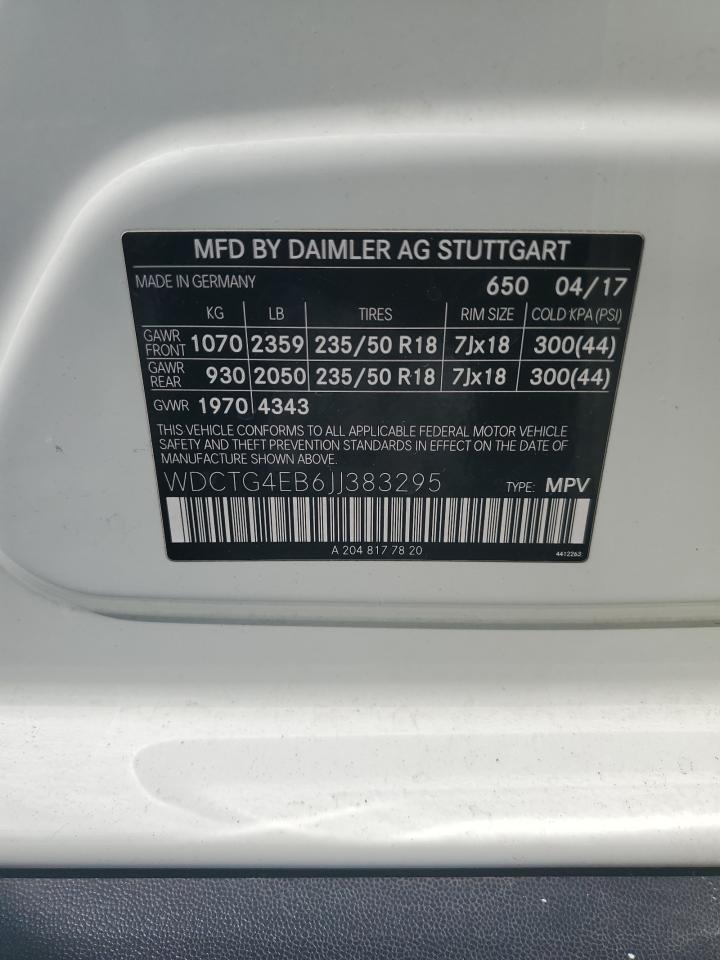 MFD BY DAIMLER AG STUTTGART
MADE IN GERMANY 650 04/17
KG LB TIRES RIM SIZE COLD KPA (PSI)
GAWR FRONT 1070 2359 235/50 R18 7Jx18 300(44)
GAWR REAR 930 2050 235/50 R18 7Jx18 300(44)
GVWR 1970 4343
THIS VEHICLE CONFORMS TO ALL APPLICABLE FEDERAL MOTOR VEHICLE
SAFETY AND THEFT PREVENTION STANDARDS IN EFFECT ON THE DATE
OF MANUFACTURE SHOWN ABOVE.
WDCTG4EB6JJ383295 TYPE: MPV
A 204 817 78 20 4412263